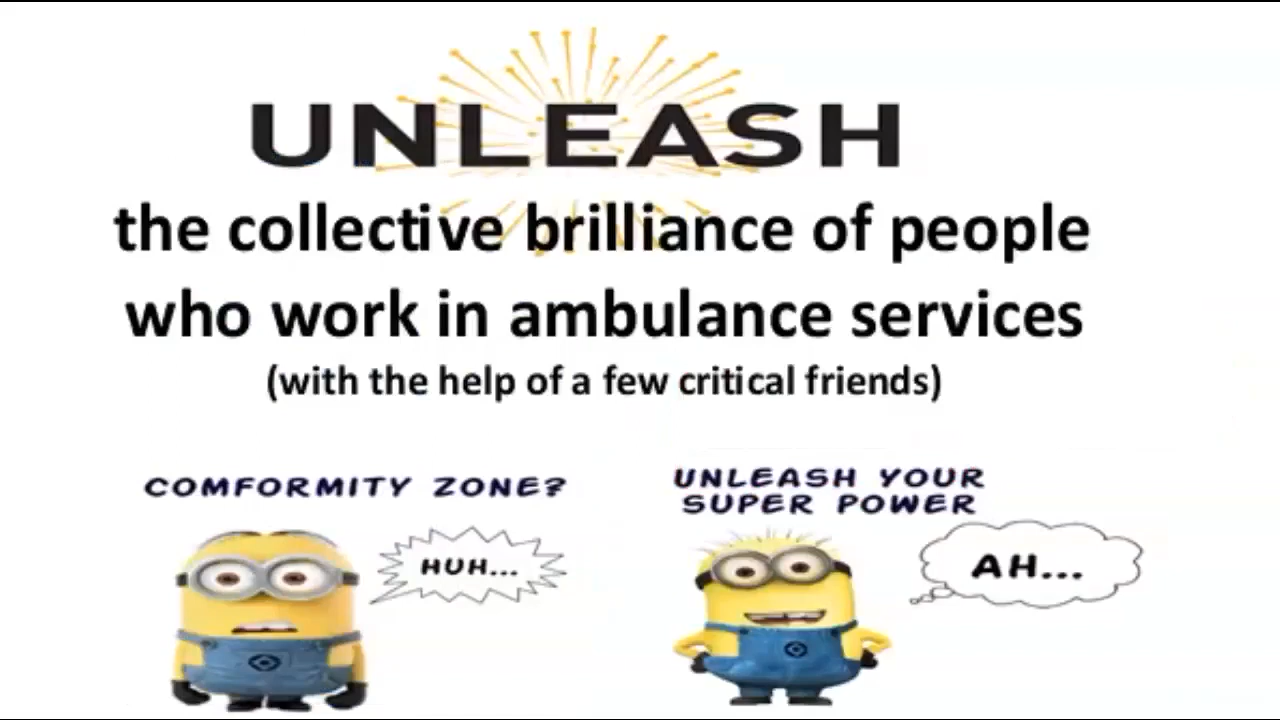 UNLEASH
the collective brilliance of people
who work in ambulance services
(with the help of a few critical friends)
COMFORMITY ZONE?
HUH...
UNLEASH YOUR
SUPER POWER
AH...